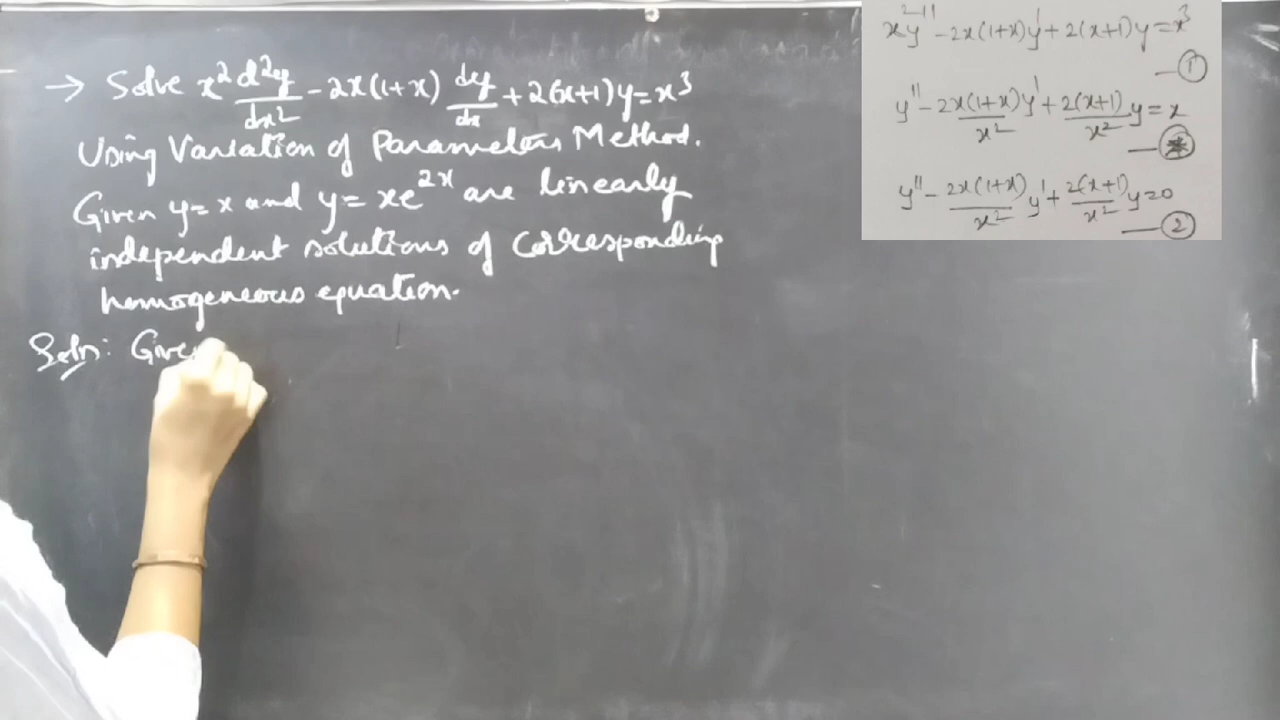 → Solve x² d²y/dx² - 2x(1+x) dy/dx + 2(x+1)y = x³
Using Variation of Parameters Method.
Given y = x and y = xe^{2x} are linearly
independent solutions of corresponding
homogeneous equation.
Soln: Give
x²y'' - 2x(1+x)y' + 2(x+1)y = x³
— ①
y'' - 2x(1+x)/x² y' + 2(x+1)/x² y = x
— ⊛
y'' - 2x(1+x)/x² y' + 2(x+1)/x² y = 0
— ②